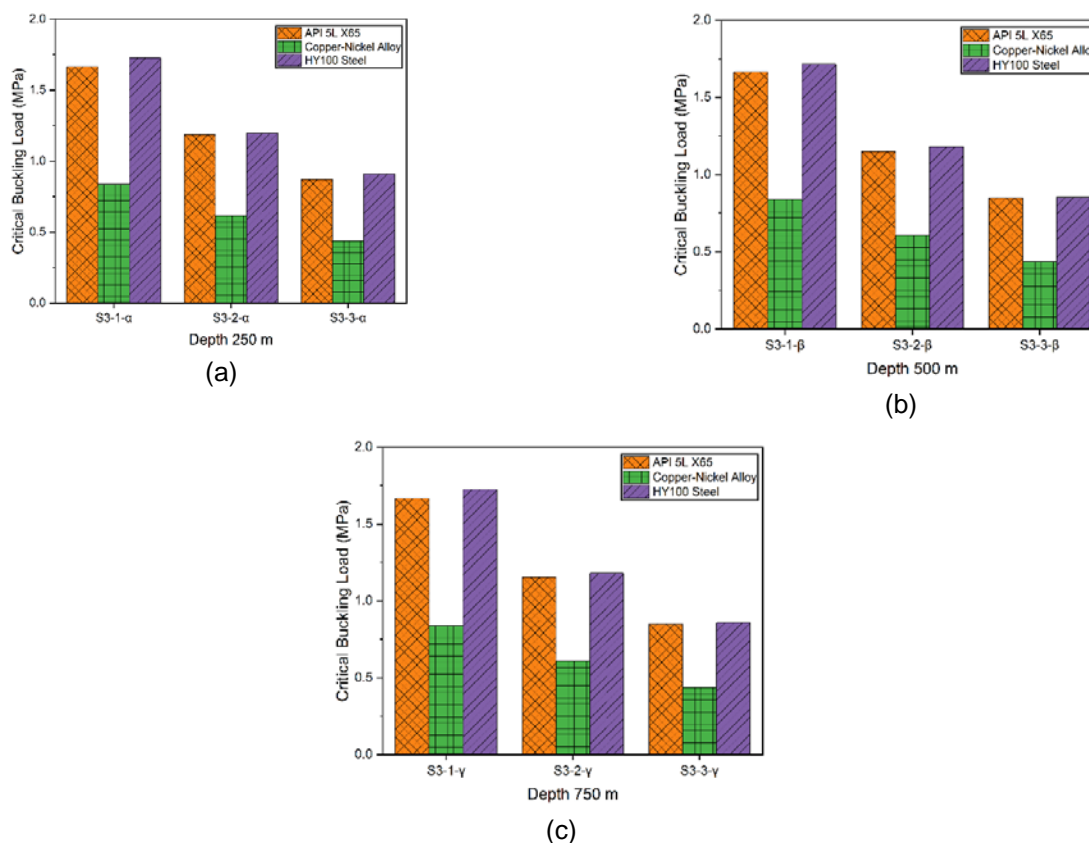 2.0
API 5L X65
Copper-Nickel Alloy
HY100 Steel
1.5
1.0
0.5
0.0
Critical Buckling Load (MPa)
S3-1-α S3-2-α S3-3-α
Depth 250 m
(a)
2.0
API 5L X65
Copper-Nickel Allo
HY100 Steel
1.5
1.0
0.5
0.0
Critical Buckling Load (MPa)
S3-1-β S3-2-β S3-3-β
Depth 500 m
(b)
2.0
API 5L X65
Copper-Nickel Alloy
HY100 Steel
1.5
1.0
0.5
0.0
Critical Buckling Load (MPa)
S3-1-γ S3-2-γ S3-3-γ
Depth 750 m
(c)